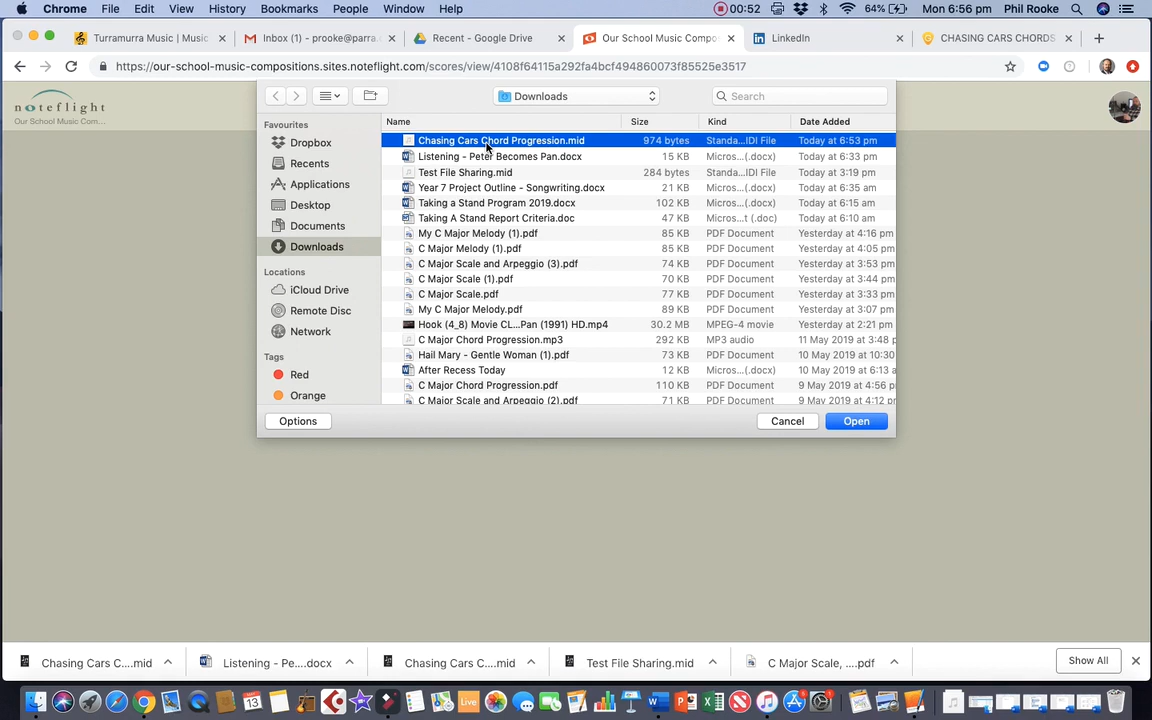 Chrome File Edit View History Bookmarks People Window Help 00:52 64% Mon 6:56 pm Phil Rooke
Turramurra Music | Music Inbox (1) - prooke@parra. Recent - Google Drive Our School Music Compo LinkedIn CHASING CARS CHORDS
https://our-school-music-compositions.sites.noteflight.com/scores/view/4108f64115a292fa4bcf494860073f85525e3517
noteflight
Our School Music Com...
Downloads Search
Favourites
Dropbox
Recents
Applications
Desktop
Documents
Downloads
Locations
iCloud Drive
Remote Disc
Network
Tags
Red
Orange
Name Size Kind Date Added
Chasing Cars Chord Progression.mid 974 bytes Standa...IDI File Today at 6:53 pm
Listening - Peter Becomes Pan.docx 15 KB Micros...(.docx) Today at 6:33 pm
Test File Sharing.mid 284 bytes Standa...IDI File Today at 3:19 pm
Year 7 Project Outline - Songwriting.docx 21 KB Micros...(.docx) Today at 6:35 am
Taking a Stand Program 2019.docx 102 KB Micros...(.docx) Today at 6:15 am
Taking A Stand Report Criteria.doc 47 KB Micros...t (.doc) Today at 6:10 am
My C Major Melody (1).pdf 85 KB PDF Document Yesterday at 4:16 pm
C Major Melody (1).pdf 85 KB PDF Document Yesterday at 4:05 pm
C Major Scale and Arpeggio (3).pdf 74 KB PDF Document Yesterday at 3:53 pm
C Major Scale (1).pdf 70 KB PDF Document Yesterday at 3:44 pm
C Major Scale.pdf 77 KB PDF Document Yesterday at 3:33 pm
My C Major Melody.pdf 89 KB PDF Document Yesterday at 3:07 pm
Hook (4_8) Movie CL...Pan (1991) HD.mp4 30.2 MB MPEG-4 movie Yesterday at 2:21 pm
C Major Chord Progression.mp3 292 KB MP3 audio 11 May 2019 at 3:48 p
Hail Mary - Gentle Woman (1).pdf 73 KB PDF Document 10 May 2019 at 10:30
After Recess Today 12 KB Micros...(.docx) 10 May 2019 at 6:13 a
C Major Chord Progression.pdf 110 KB PDF Document 9 May 2019 at 4:56 p
C Major Scale and Arpeggio (2).pdf 71 KB PDF Document 9 May 2019 at 4:12 p
Options Cancel Open
Chasing Cars C....mid Listening - Pe....docx Chasing Cars C....mid Test File Sharing.mid C Major Scale, ....pdf Show All